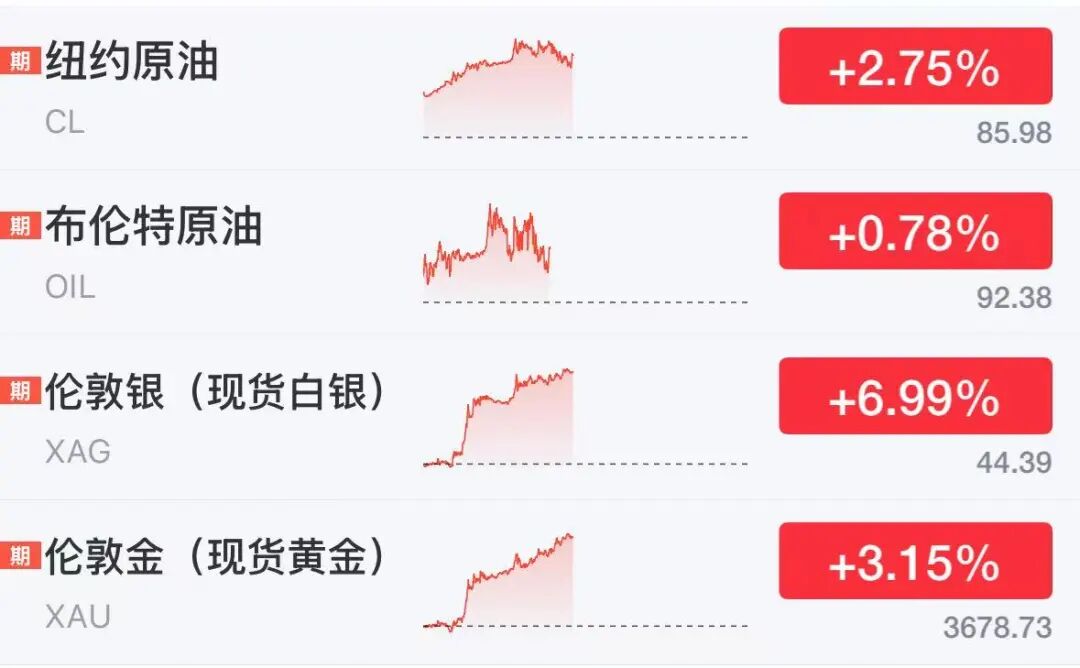 期 纽约原油
CL
+2.75%
85.98
期 布伦特原油
OIL
+0.78%
92.38
期 伦敦银（现货白银）
XAG
+6.99%
44.39
期 伦敦金（现货黄金）
XAU
+3.15%
3678.73